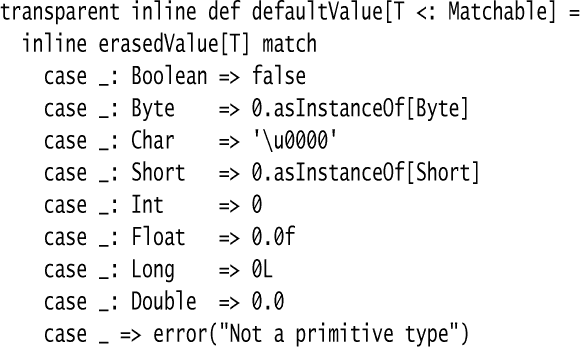 transparent inline def defaultValue[T <: Matchable] =
  inline erasedValue[T] match
    case _: Boolean => false
    case _: Byte    => 0.asInstanceOf[Byte]
    case _: Char    => '\u0000'
    case _: Short   => 0.asInstanceOf[Short]
    case _: Int     => 0
    case _: Float   => 0.0f
    case _: Long    => 0L
    case _: Double  => 0.0
    case _ => error("Not a primitive type")